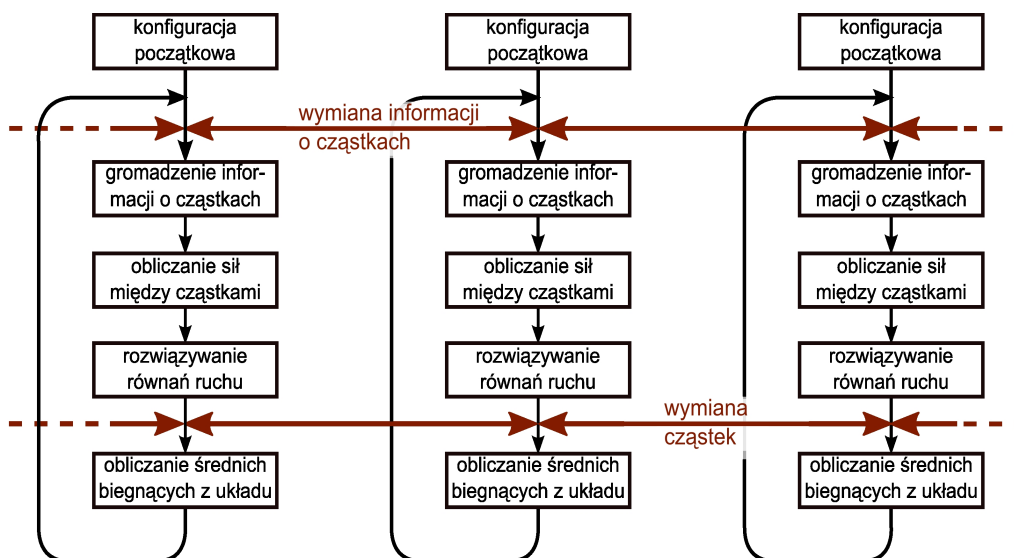 konfiguracja
początkowa
konfiguracja
początkowa
konfiguracja
początkowa
wymiana informacji
o cząstkach
gromadzenie infor-
macji o cząstkach
gromadzenie infor-
macji o cząstkach
gromadzenie infor-
macji o cząstkach
obliczanie sił
między cząstkami
obliczanie sił
między cząstkami
obliczanie sił
między cząstkami
rozwiązywanie
równań ruchu
rozwiązywanie
równań ruchu
rozwiązywanie
równań ruchu
wymiana
cząstek
obliczanie średnich
biegnących z układu
obliczanie średnich
biegnących z układu
obliczanie średnich
biegnących z układu